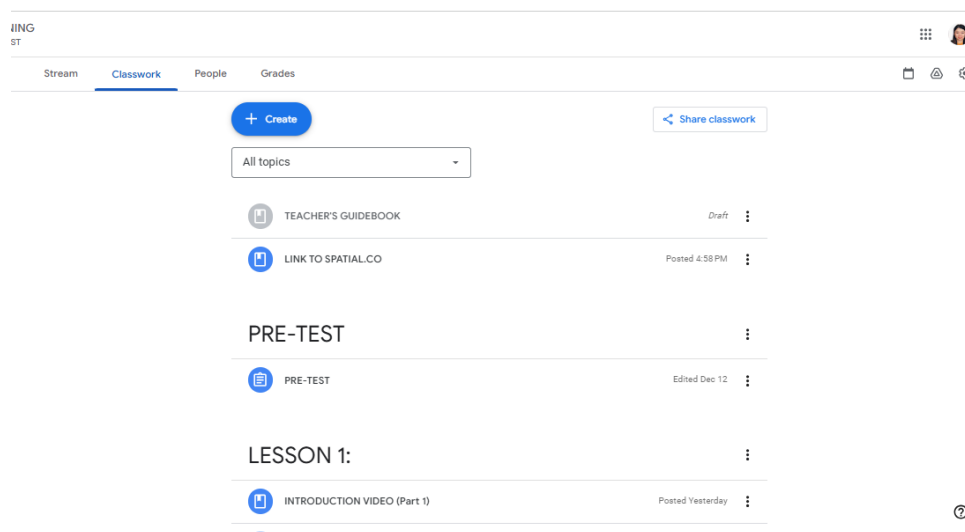 NING
ST
Stream Classwork People Grades
Create Share classwork
All topics
TEACHER'S GUIDEBOOK Draft
LINK TO SPATIAL.CO Posted 4:58 PM
PRE-TEST
PRE-TEST Edited Dec 12
LESSON 1:
INTRODUCTION VIDEO (Part 1) Posted Yesterday